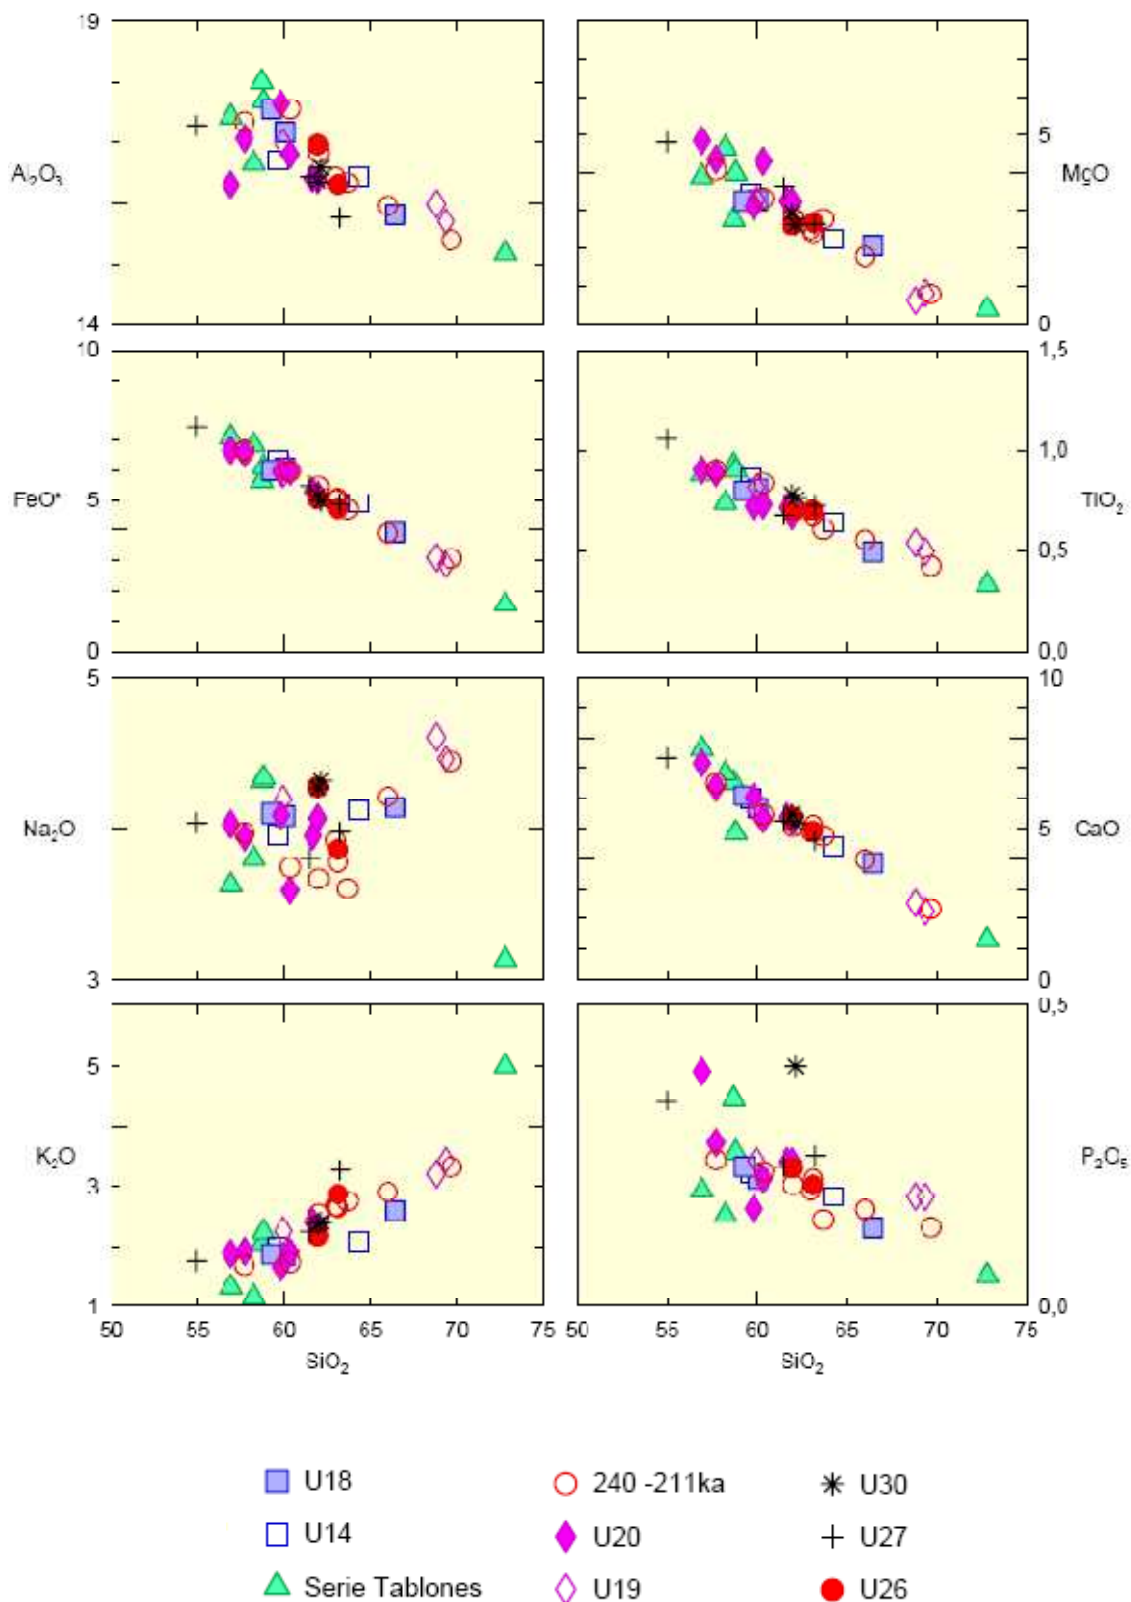 19
Al₂O₃
14
5
MgO
0
10
FeO*
5
0
1,5
1,0
TiO₂
0,5
0,0
5
Na₂O
3
10
5
CaO
0
5
K₂O
3
1
0,5
P₂O₅
0,0
50 55 60 65 70 75
SiO₂
50 55 60 65 70 75
SiO₂
U18
240 -211ka
U30
U14
U20
U27
Serie Tablones
U19
U26